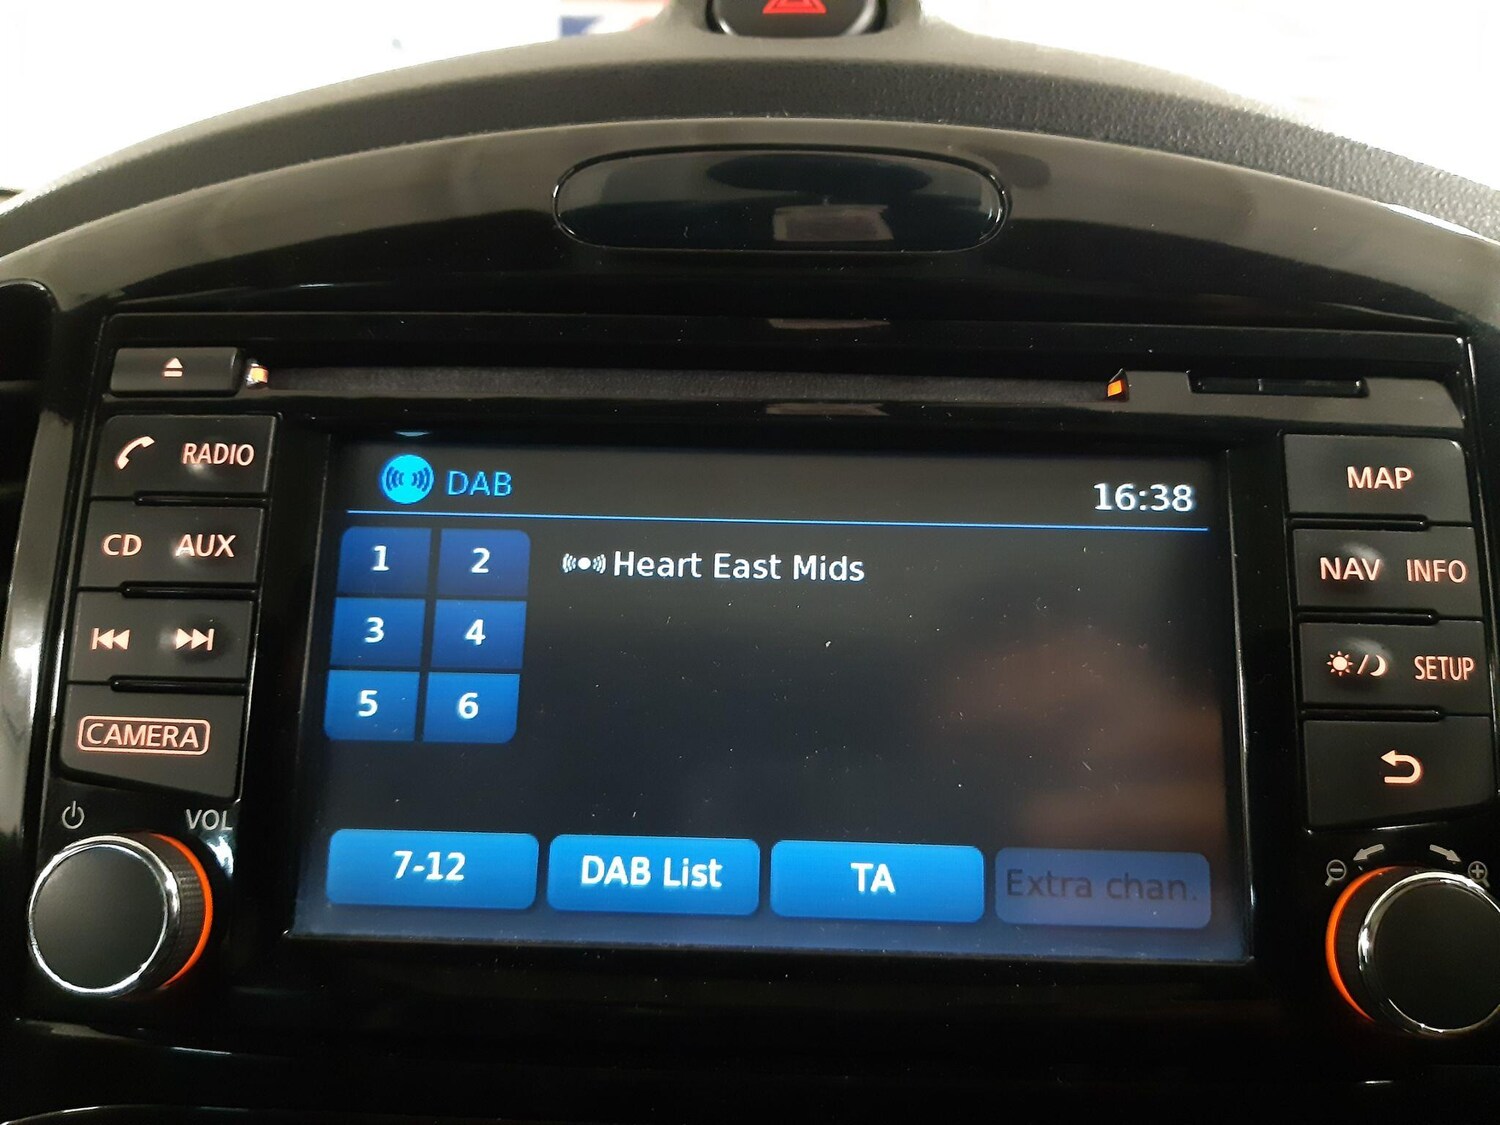 RADIO
CD AUX
CAMERA
VOL
DAB
16:38
1 2
3 4
5 6
Heart East Mids
7-12
DAB List
TA
Extra chan.
MAP
NAV INFO
SETUP